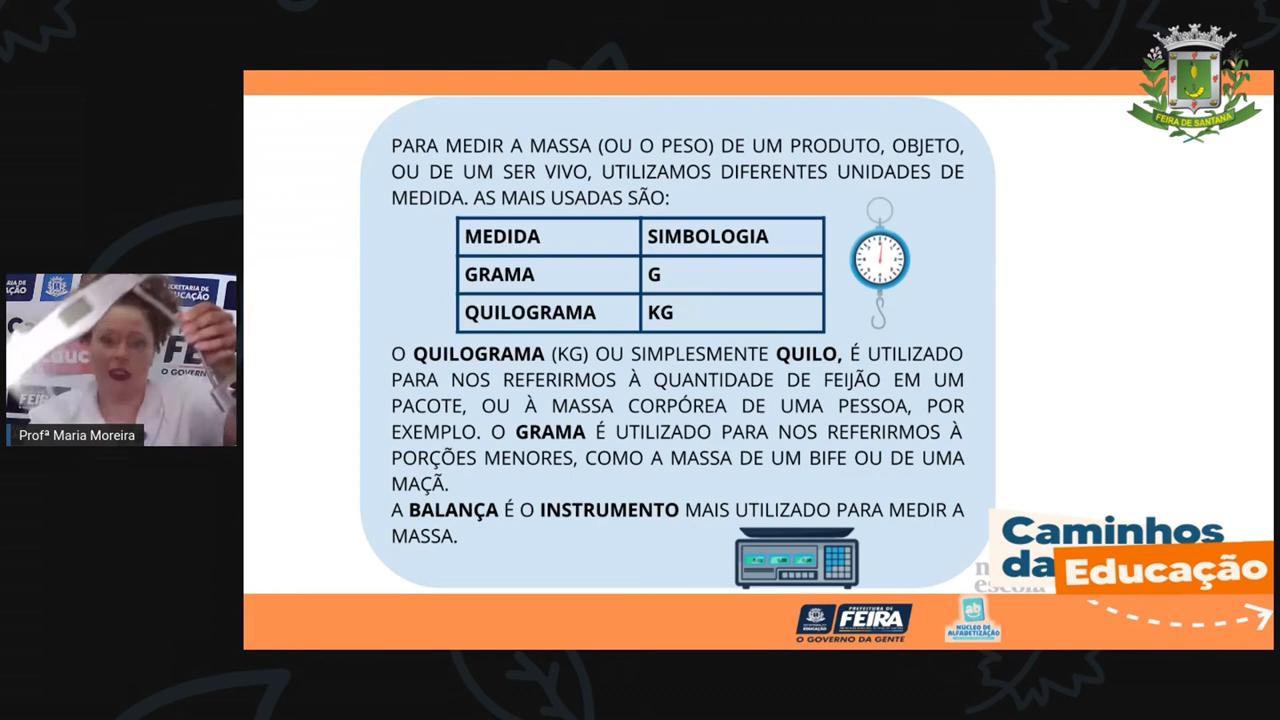 FEIRA DE SANTANA
PARA MEDIR A MASSA (OU O PESO) DE UM PRODUTO, OBJETO,
OU DE UM SER VIVO, UTILIZAMOS DIFERENTES UNIDADES DE
MEDIDA. AS MAIS USADAS SÃO:
MEDIDA SIMBOLOGIA
GRAMA G
QUILOGRAMA KG
O QUILOGRAMA (KG) OU SIMPLESMENTE QUILO, É UTILIZADO
PARA NOS REFERIRMOS À QUANTIDADE DE FEIJÃO EM UM
PACOTE, OU À MASSA CORPÓREA DE UMA PESSOA, POR
EXEMPLO. O GRAMA É UTILIZADO PARA NOS REFERIRMOS À
PORÇÕES MENORES, COMO A MASSA DE UM BIFE OU DE UMA
MAÇÃ.
A BALANÇA É O INSTRUMENTO MAIS UTILIZADO PARA MEDIR A
MASSA.
Profª Maria Moreira
Caminhos
da Educação
escola
PREFEITURA DE
FEIRA
O GOVERNO DA GENTE
ab
NÚCLEO DE
ALFABETIZAÇÃO